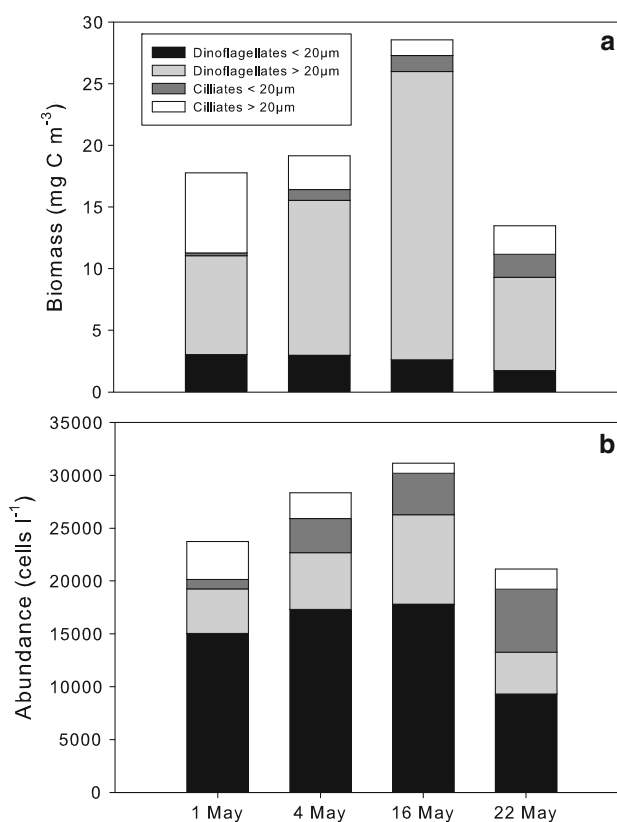 a
Dinoflagellates < 20µm
Dinoflagellates > 20µm
Cilliates < 20µm
Cilliates > 20µm
30
25
20
15
10
5
0
Biomass (mg C m⁻³)
b
35000
30000
25000
20000
15000
10000
5000
0
Abundance (cells l⁻¹)
1 May 4 May 16 May 22 May